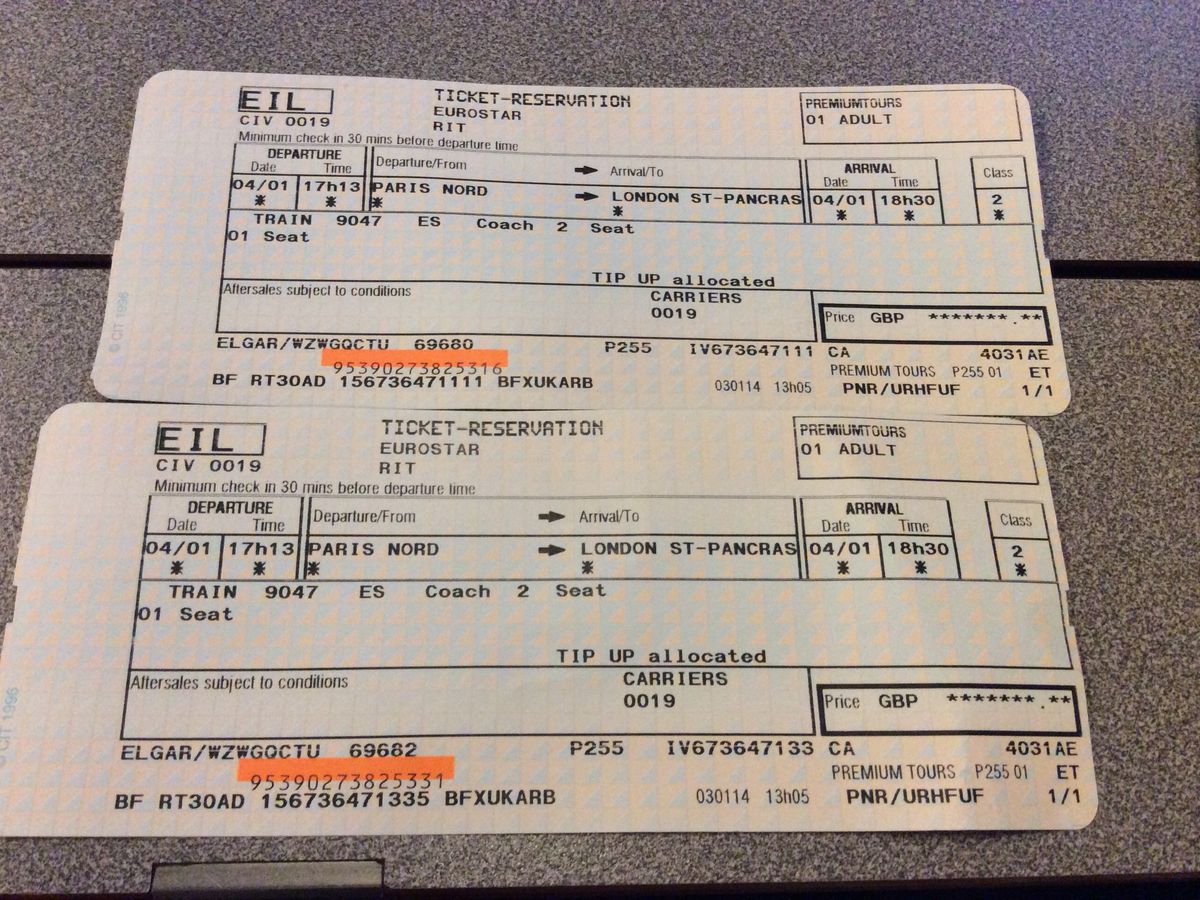 EIL
TICKET-RESERVATION
PREMIUMTOURS
CIV 0019
EUROSTAR
01 ADULT
RIT
Minimum check in 30 mins before departure time
DEPARTURE
ARRIVAL
Date Time Departure/From → Arrival/To Date Time Class
04/01 17h13 PARIS NORD → LONDON ST-PANCRAS 04/01 18h30 2
* * * * * * *
TRAIN 9047 ES Coach 2 Seat
01 Seat
TIP UP allocated
Aftersales subject to conditions
CARRIERS
0019
Price GBP *******.**
© CIT 1996
ELGAR/WZWGQCTU 69680 P255 IV673647111 CA 4031AE
95390273825316
PREMIUM TOURS P255 01 ET
BF RT30AD 156736471111 BFXUKARB 030114 13h05 PNR/URHFUF 1/1
EIL
TICKET-RESERVATION
PREMIUMTOURS
CIV 0019
EUROSTAR
01 ADULT
RIT
Minimum check in 30 mins before departure time
DEPARTURE
ARRIVAL
Date Time Departure/From → Arrival/To Date Time Class
04/01 17h13 PARIS NORD → LONDON ST-PANCRAS 04/01 18h30 2
* * * * * * *
TRAIN 9047 ES Coach 2 Seat
01 Seat
TIP UP allocated
Aftersales subject to conditions
CARRIERS
0019
Price GBP *******.**
© CIT 1996
ELGAR/WZWGQCTU 69682 P255 IV673647133 CA 4031AE
95390273825331
PREMIUM TOURS P255 01 ET
BF RT30AD 156736471335 BFXUKARB 030114 13h05 PNR/URHFUF 1/1